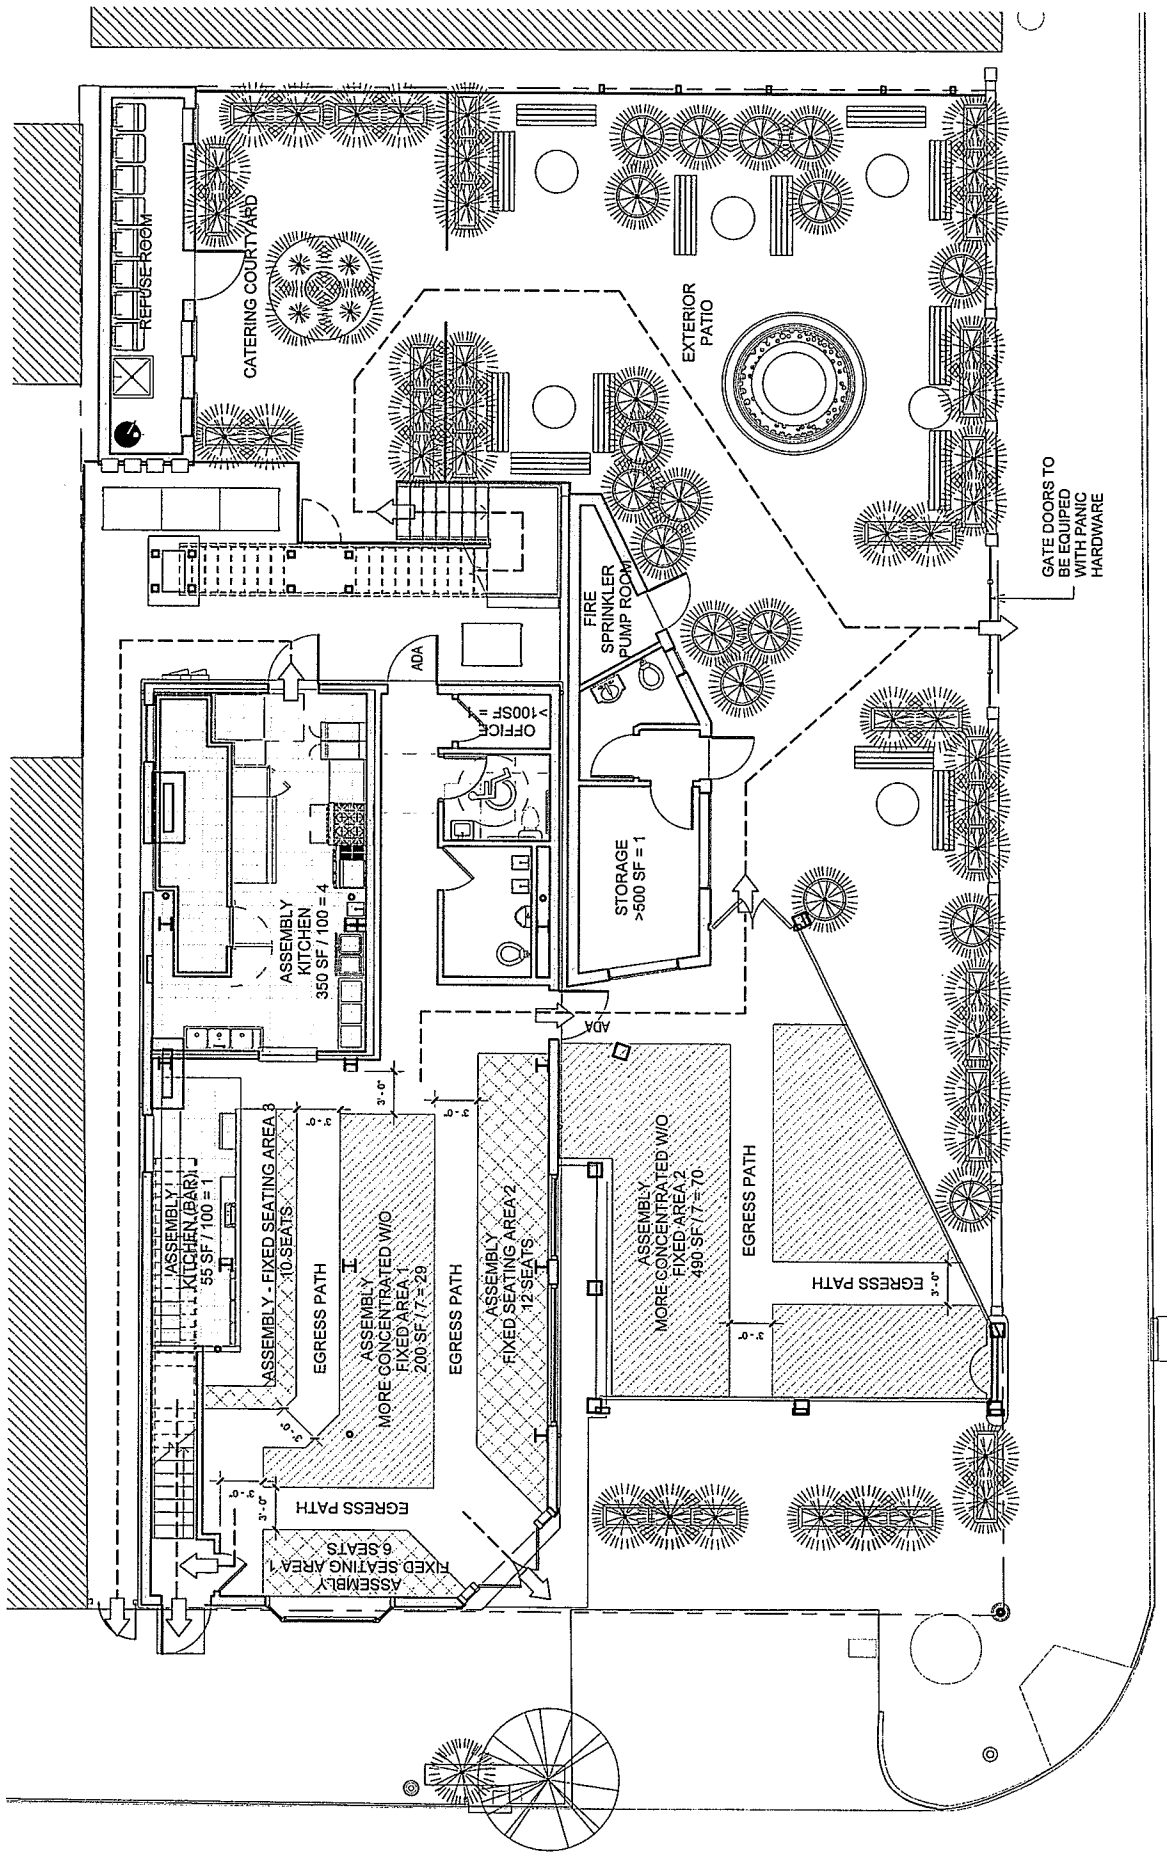 REFUSE ROOM
CATERING COURTYARD
EXTERIOR
PATIO
GATE DOORS TO
BE EQUIPED
WITH PANIC
HARDWARE
FIRE
SPRINKLER
PUMP ROOM
ADA
OFFICE
>100SF = 1
STORAGE
>500 SF = 1
ASSEMBLY
KITCHEN
350 SF / 100 = 4
ADA
ASSEMBLY
KITCHEN (BAR)
55 SF / 100 = 1
ASSEMBLY - FIXED SEATING AREA 3
10 SEATS
EGRESS PATH
ASSEMBLY
MORE CONCENTRATED W/O
FIXED AREA 1
200 SF / 7 = 29
EGRESS PATH
ASSEMBLY
FIXED SEATING AREA 2
12 SEATS
ASSEMBLY
MORE CONCENTRATED W/O
FIXED AREA 2
490 SF / 7 = 70
EGRESS PATH
EGRESS PATH
EGRESS PATH
ASSEMBLY
FIXED SEATING AREA 1
6 SEATS
3'-0"
3'-0"
3'-0"
3'-0"
3'-0"
3'-0"
3'-0"
3'-0"